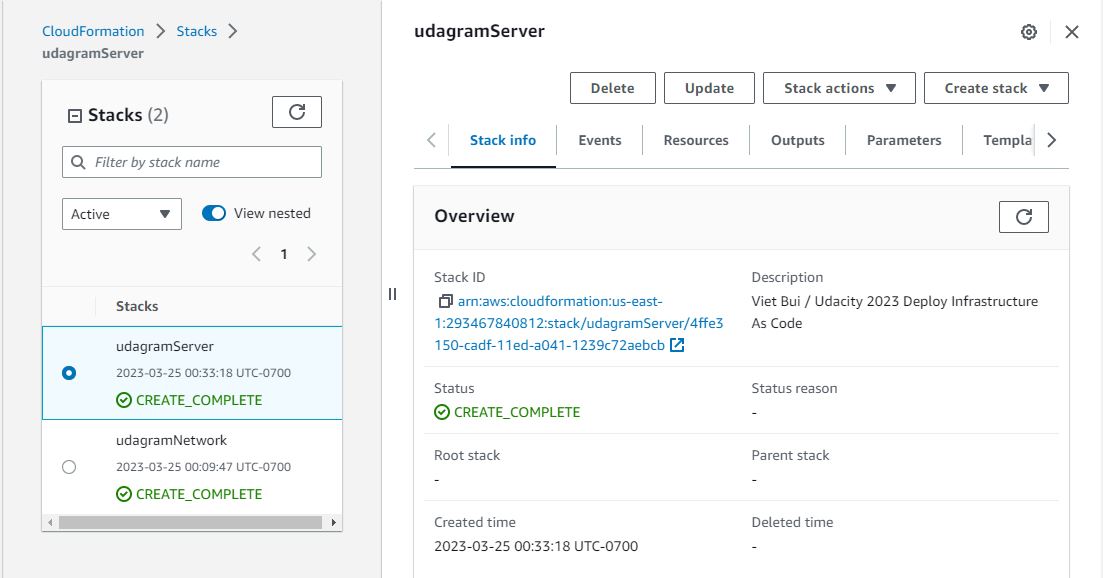 CloudFormation > Stacks >
udagramServer
Stacks (2)
Filter by stack name
Active
View nested
1
Stacks
udagramServer
2023-03-25 00:33:18 UTC-0700
CREATE_COMPLETE
udagramNetwork
2023-03-25 00:09:47 UTC-0700
CREATE_COMPLETE
udagramServer
Delete Update Stack actions Create stack
Stack info Events Resources Outputs Parameters Templa
Overview
Stack ID
arn:aws:cloudformation:us-east-
1:293467840812:stack/udagramServer/4ffe3
150-cadf-11ed-a041-1239c72aebcb
Description
Viet Bui / Udacity 2023 Deploy Infrastructure
As Code
Status
CREATE_COMPLETE
Status reason
-
Root stack
-
Parent stack
-
Created time
2023-03-25 00:33:18 UTC-0700
Deleted time
-